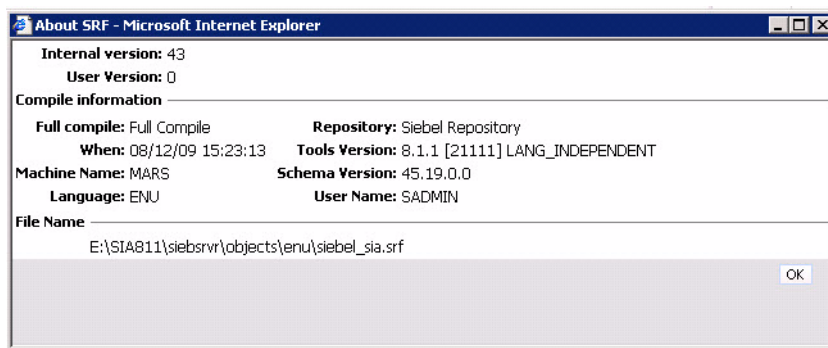 About SRF - Microsoft Internet Explorer
Internal version: 43
User Version: 0
Compile information
Full compile: Full Compile Repository: Siebel Repository
When: 08/12/09 15:23:13 Tools Version: 8.1.1 [21111] LANG_INDEPENDENT
Machine Name: MARS Schema Version: 45.19.0.0
Language: ENU User Name: SADMIN
File Name
E:\SIA811\siebsrvr\objects\enu\siebel_sia.srf
OK